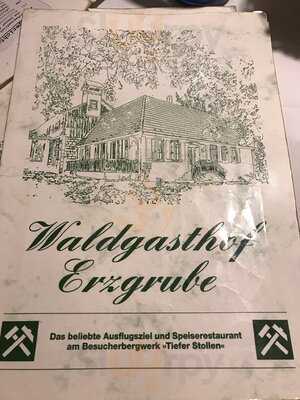 Waldgasthof
Erzgrube
Das beliebte Ausflugsziel und Speiserestaurant
am Besucherbergwerk »Tiefer Stollen«